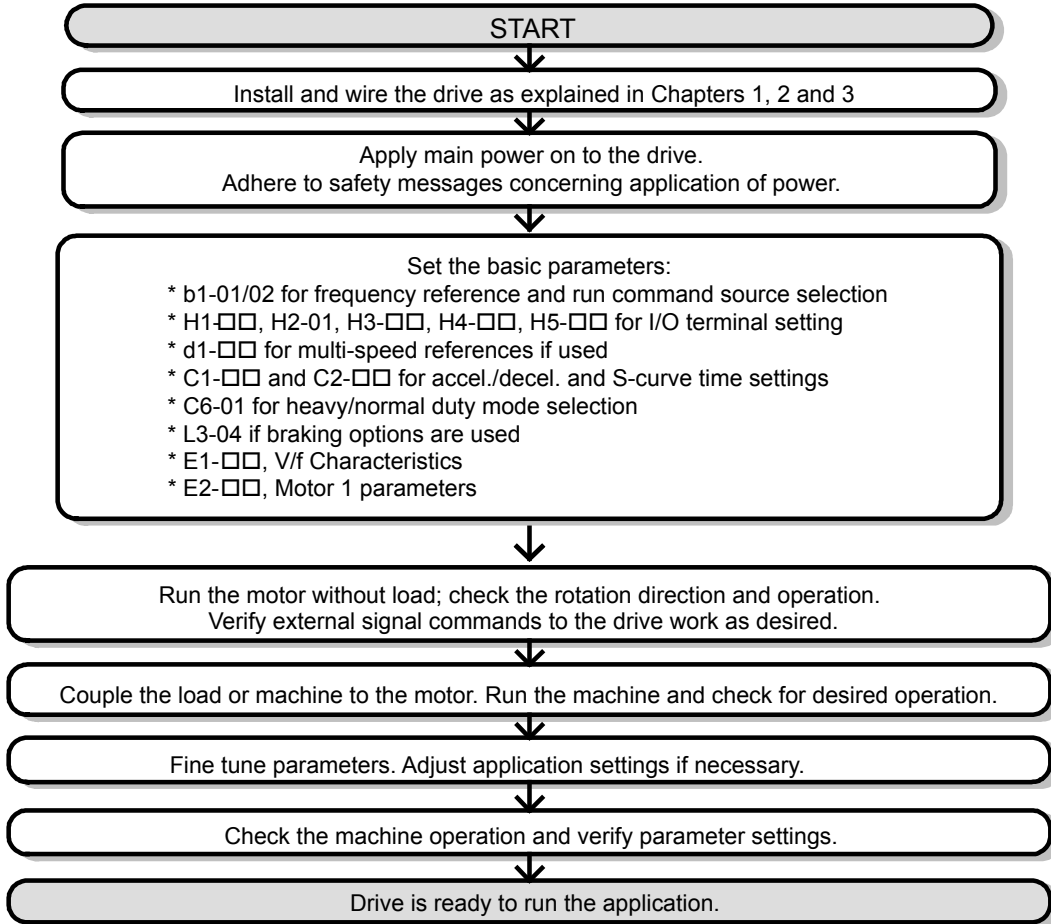 START
Install and wire the drive as explained in Chapters 1, 2 and 3
Apply main power on to the drive.
Adhere to safety messages concerning application of power.
Set the basic parameters:
* b1-01/02 for frequency reference and run command source selection
* H1-□□, H2-01, H3-□□, H4-□□, H5-□□ for I/O terminal setting
* d1-□□ for multi-speed references if used
* C1-□□ and C2-□□ for accel./decel. and S-curve time settings
* C6-01 for heavy/normal duty mode selection
* L3-04 if braking options are used
* E1-□□, V/f Characteristics
* E2-□□, Motor 1 parameters
Run the motor without load; check the rotation direction and operation.
Verify external signal commands to the drive work as desired.
Couple the load or machine to the motor. Run the machine and check for desired operation.
Fine tune parameters. Adjust application settings if necessary.
Check the machine operation and verify parameter settings.
Drive is ready to run the application.